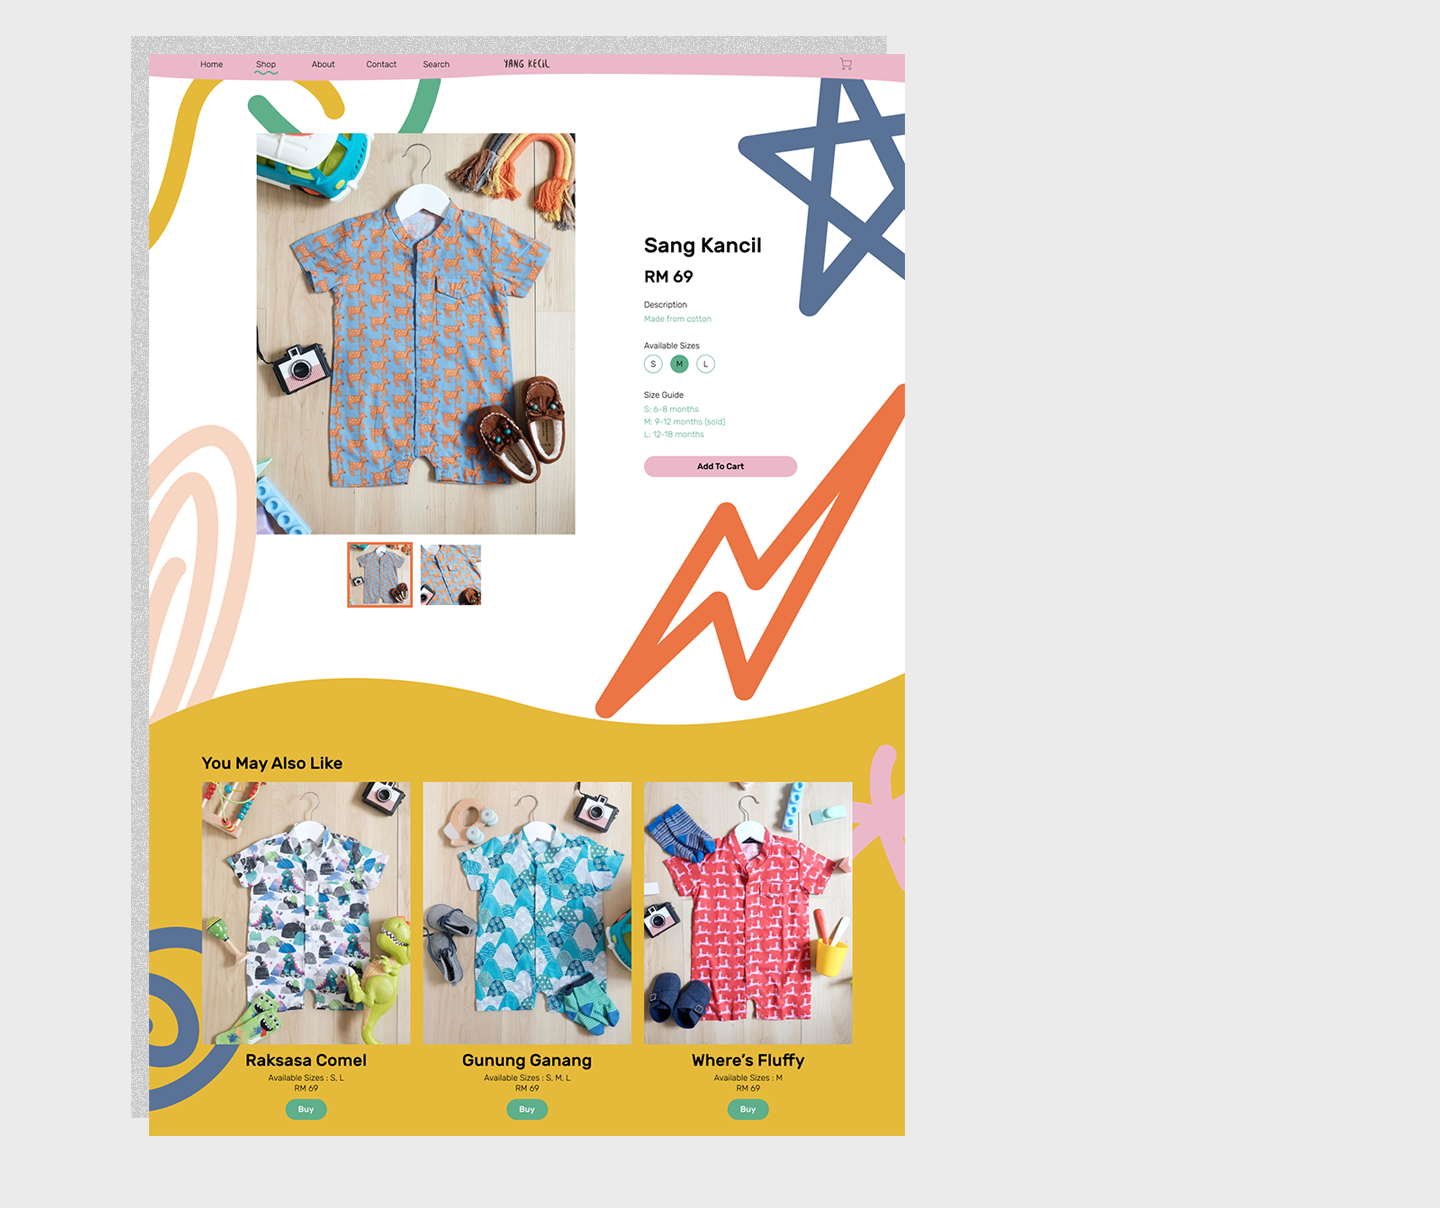 Home
Shop
About
Contact
Search
YANG KECIL
Sang Kancil
RM 69
Description
Made from cotton
Available Sizes
S
M
L
Size Guide
S: 6-8 months
M: 9-12 months (sold)
L: 12-18 months
Add To Cart
You May Also Like
Raksasa Comel
Available Sizes : S, L
RM 69
Buy
Gunung Ganang
Available Sizes : S, M, L
RM 69
Buy
Where's Fluffy
Available Sizes : M
RM 69
Buy